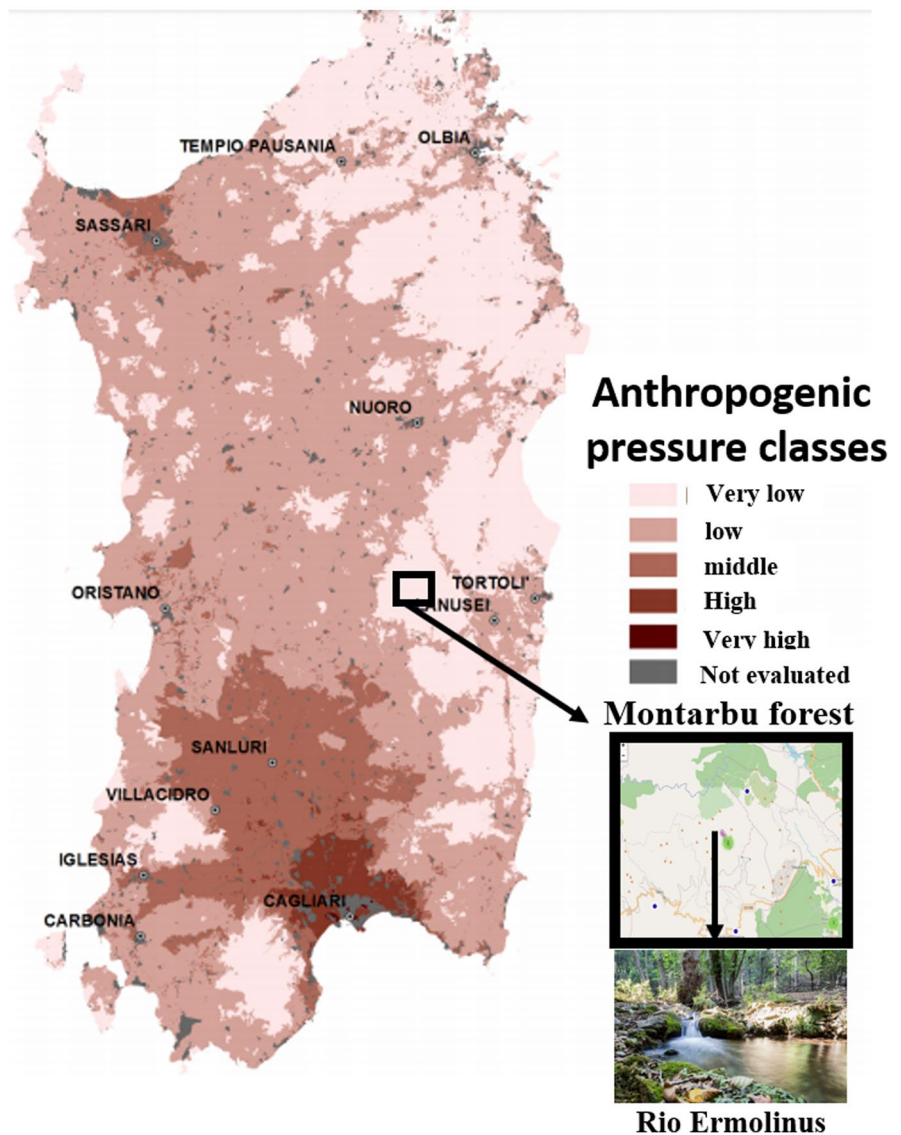 TEMPIO PAUSANIA
OLBIA
SASSARI
NUORO
Anthropogenic
pressure classes
Very low
low
middle
High
Very high
Not evaluated
ORISTANO
TORTOLI'
ANUSEI
Montarbu forest
SANLURI
VILLACIDRO
IGLESIAS
CAGLIARI
CARBONIA
Rio Ermolinus